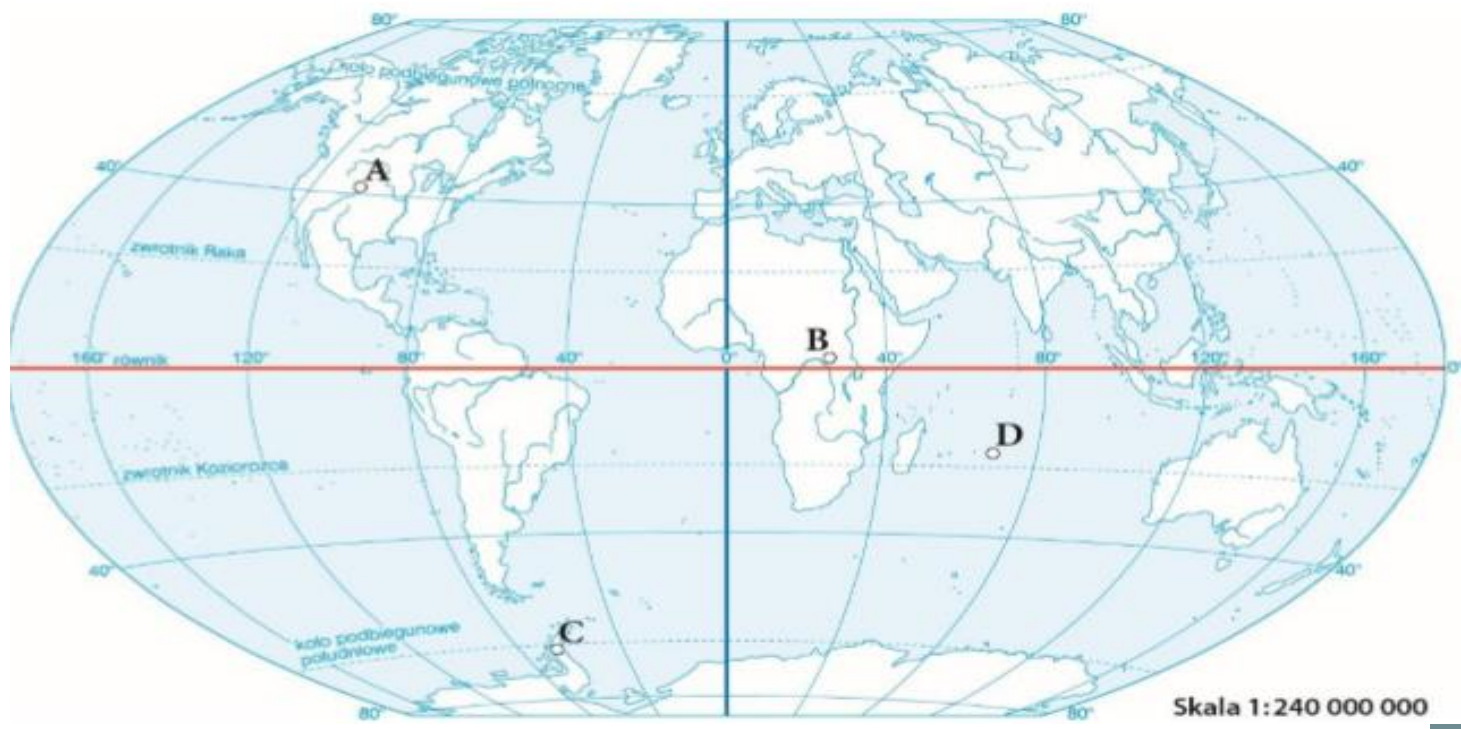 80° 80°
koło podbiegunowe północne
A
40° 40°
zwrotnik Raka
B
160° równik 120° 80° 40° 0° 40° 80° 120° 160° 0°
D
zwrotnik Koziorożca
40° 40°
koło podbiegunowe
południowe
C
80° 80°
Skala 1:240 000 000